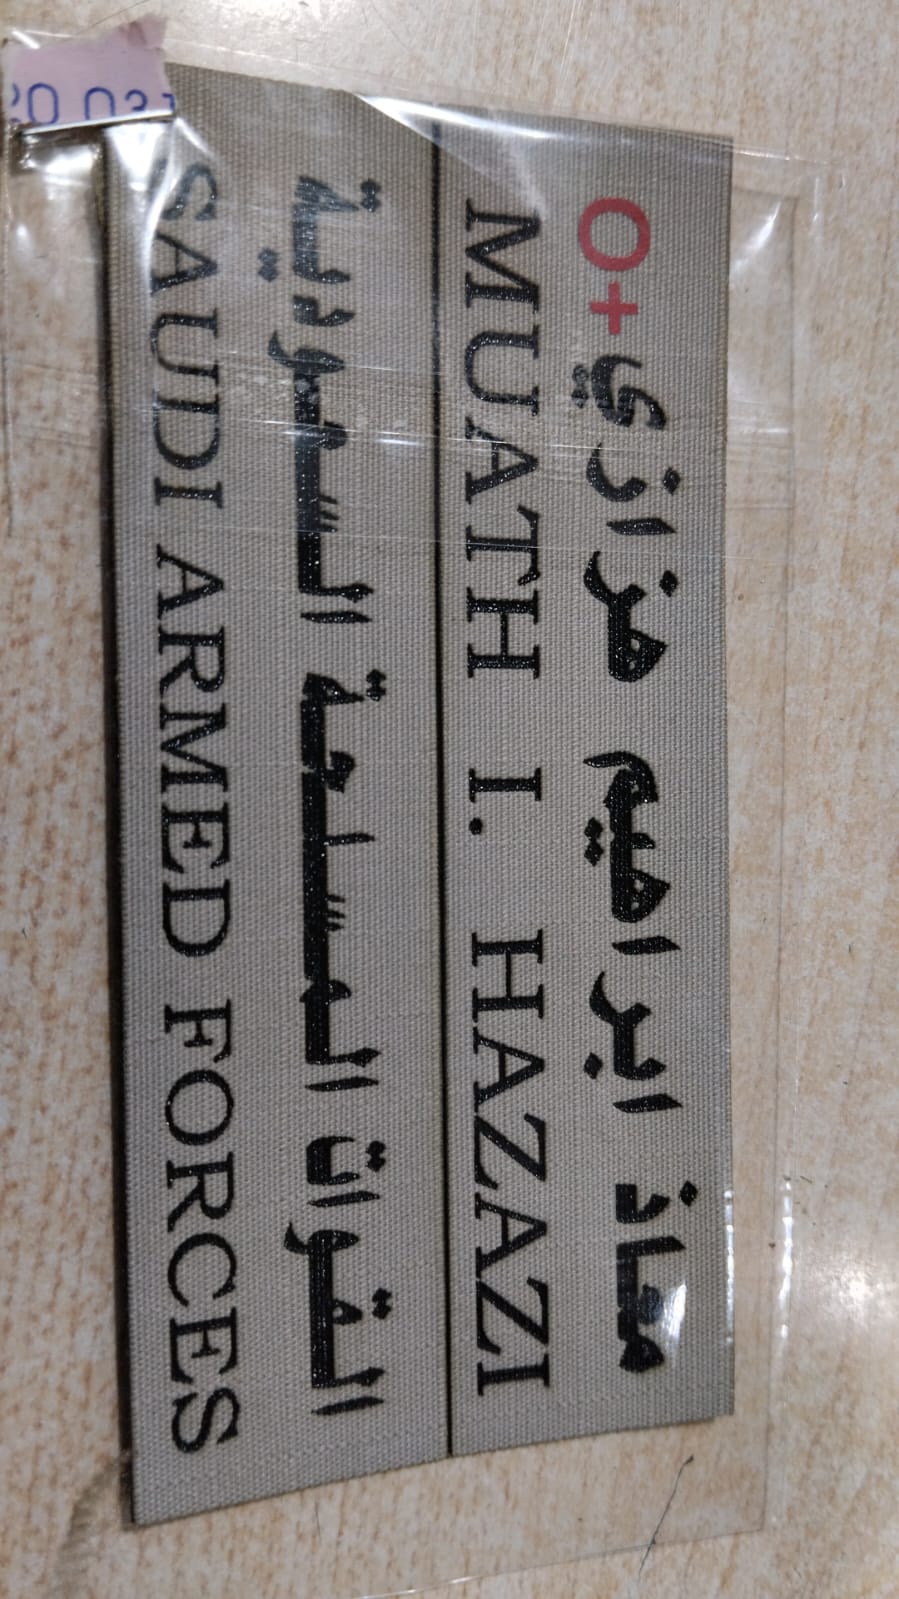 معاذ ابراهيم هزازي O+
MUATH I. HAZAZI
القوات المسلحة السعودية
SAUDI ARMED FORCES